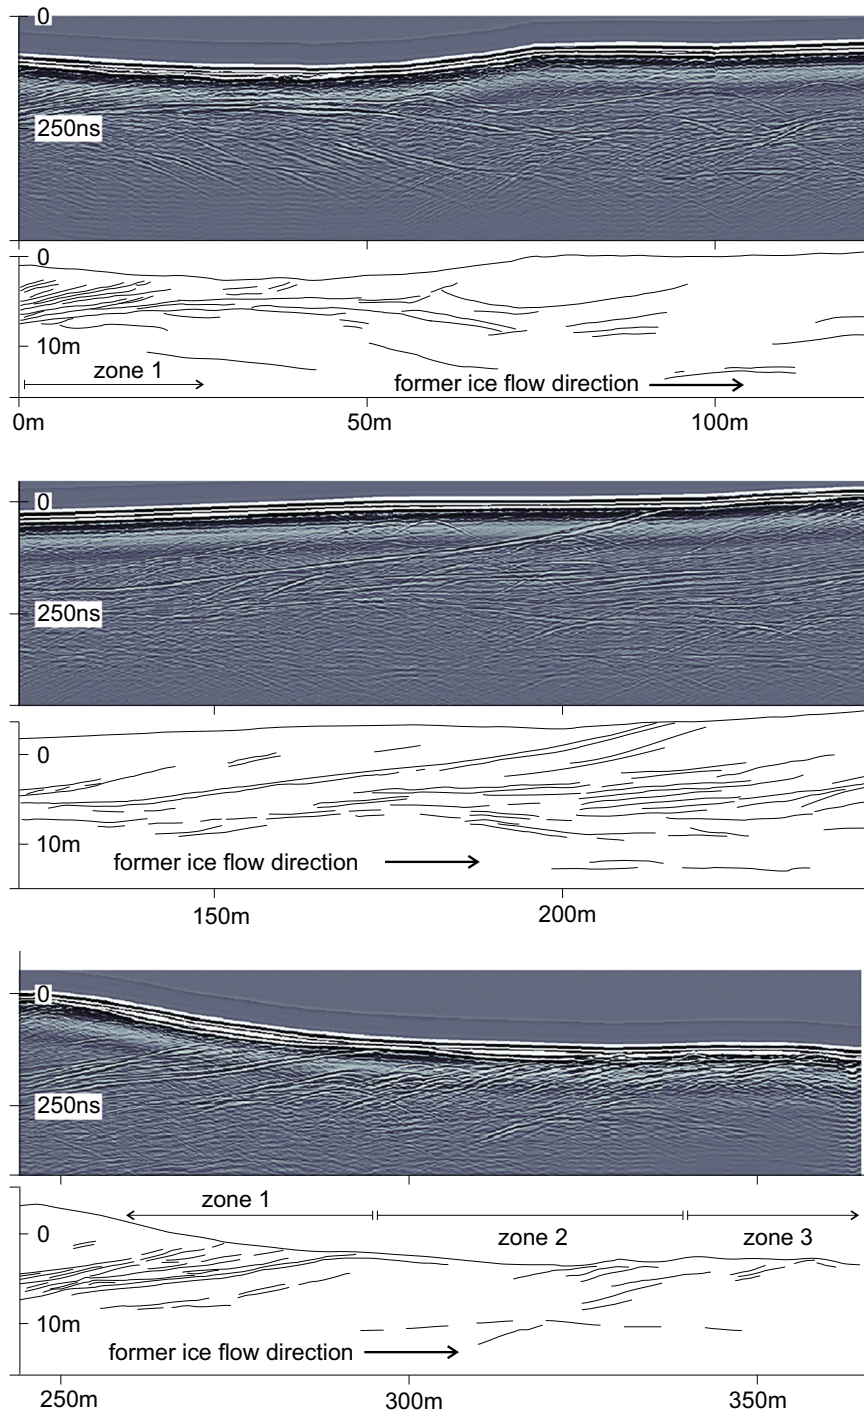 0
250ns
0
10m
zone 1
former ice flow direction
0m 50m 100m
0
250ns
0
10m
former ice flow direction
150m 200m
0
250ns
zone 1
0
zone 2 zone 3
10m
former ice flow direction
250m 300m 350m